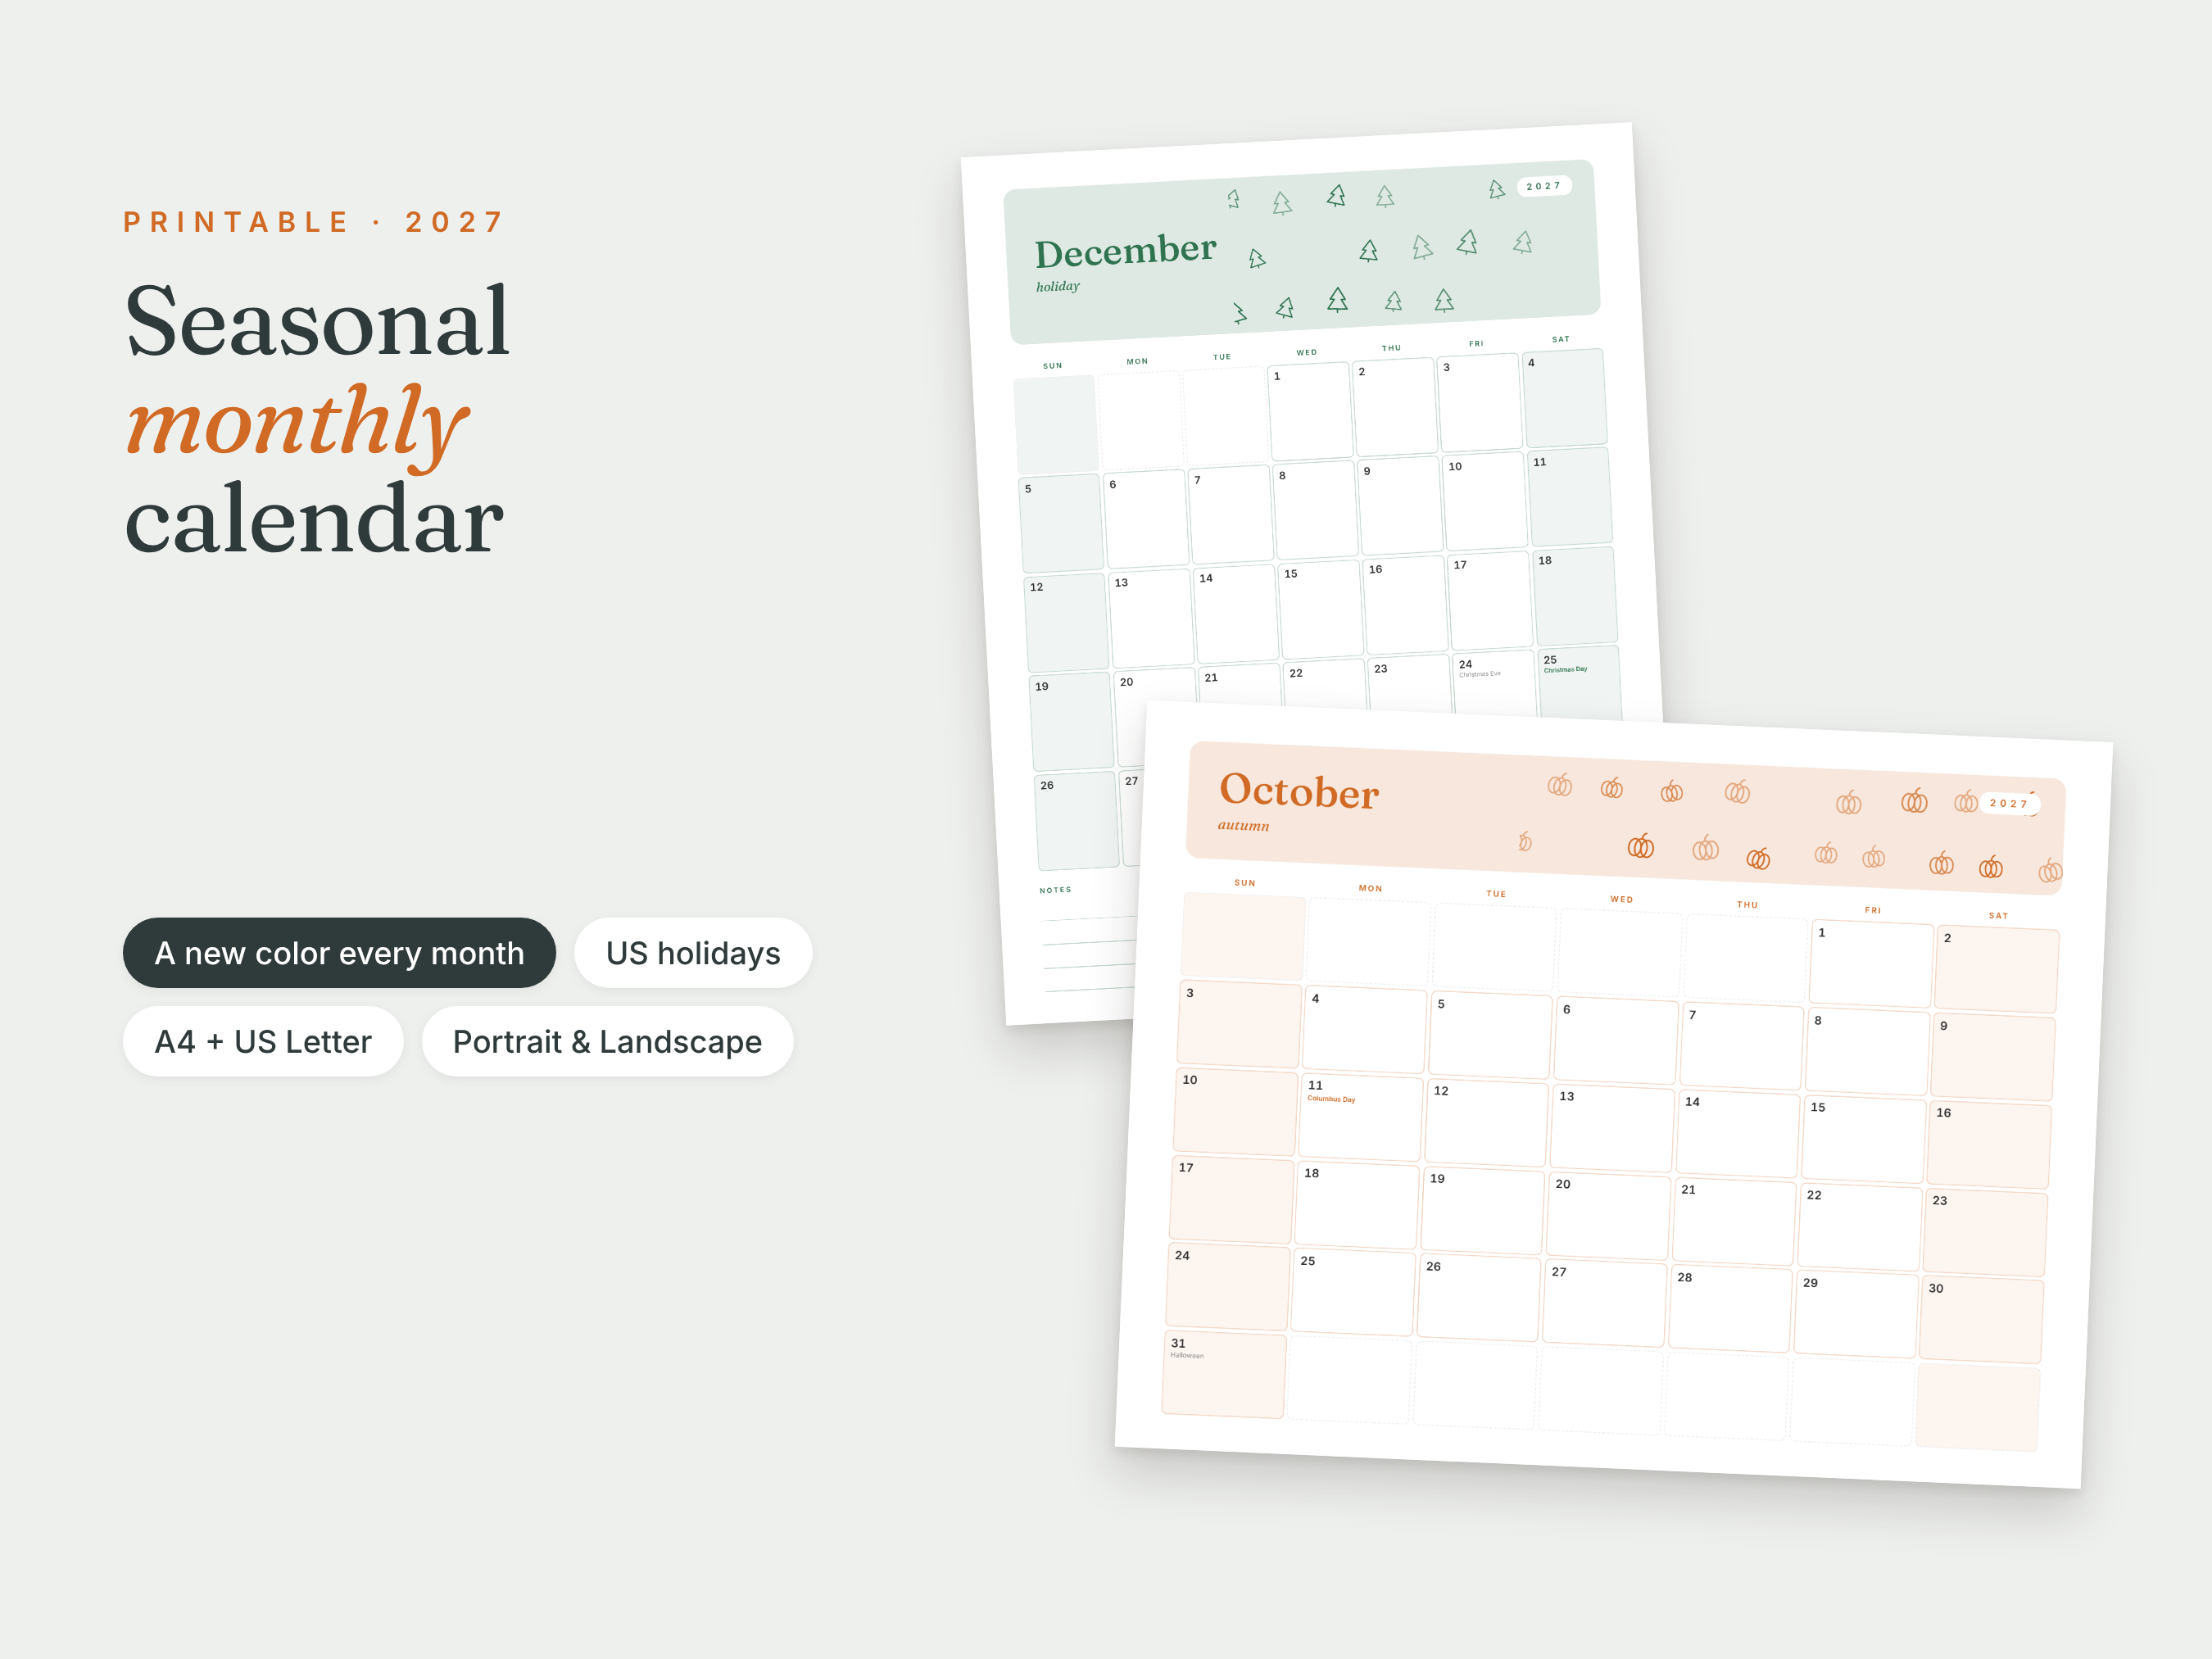 PRINTABLE · 2027
Seasonal
monthly
calendar
A new color every month
US holidays
A4 + US Letter
Portrait & Landscape
2027
December
holiday
SUN MON TUE WED THU FRI SAT
1 2 3 4
5 6 7 8 9 10 11
12 13 14 15 16 17 18
19 20 21 22 23 24 25
Christmas Eve Christmas Day
26 27
NOTES
October
autumn
2027
SUN MON TUE WED THU FRI SAT
1 2
3 4 5 6 7 8 9
10 11 12 13 14 15 16
Columbus Day
17 18 19 20 21 22 23
24 25 26 27 28 29 30
31
Halloween